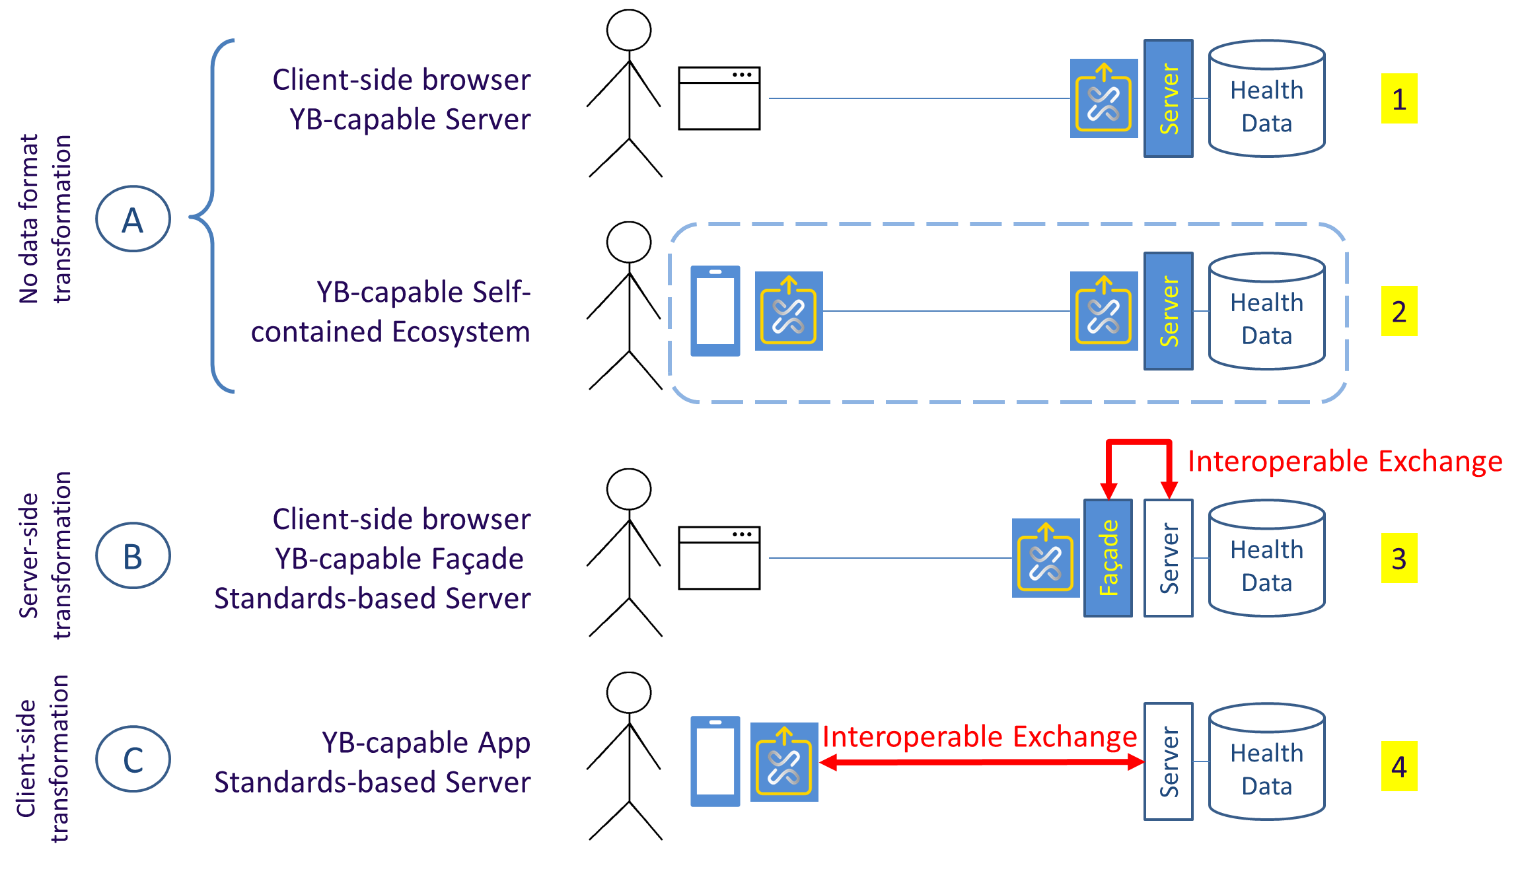 No data format
transformation
A
Client-side browser
YB-capable Server
Server
Health
Data
1
YB-capable Self-
contained Ecosystem
Server
Health
Data
2
Server-side
transformation
B
Client-side browser
YB-capable Façade
Standards-based Server
Interoperable Exchange
Façade
Server
Health
Data
3
Client-side
transformation
C
YB-capable App
Standards-based Server
Interoperable Exchange
Server
Health
Data
4